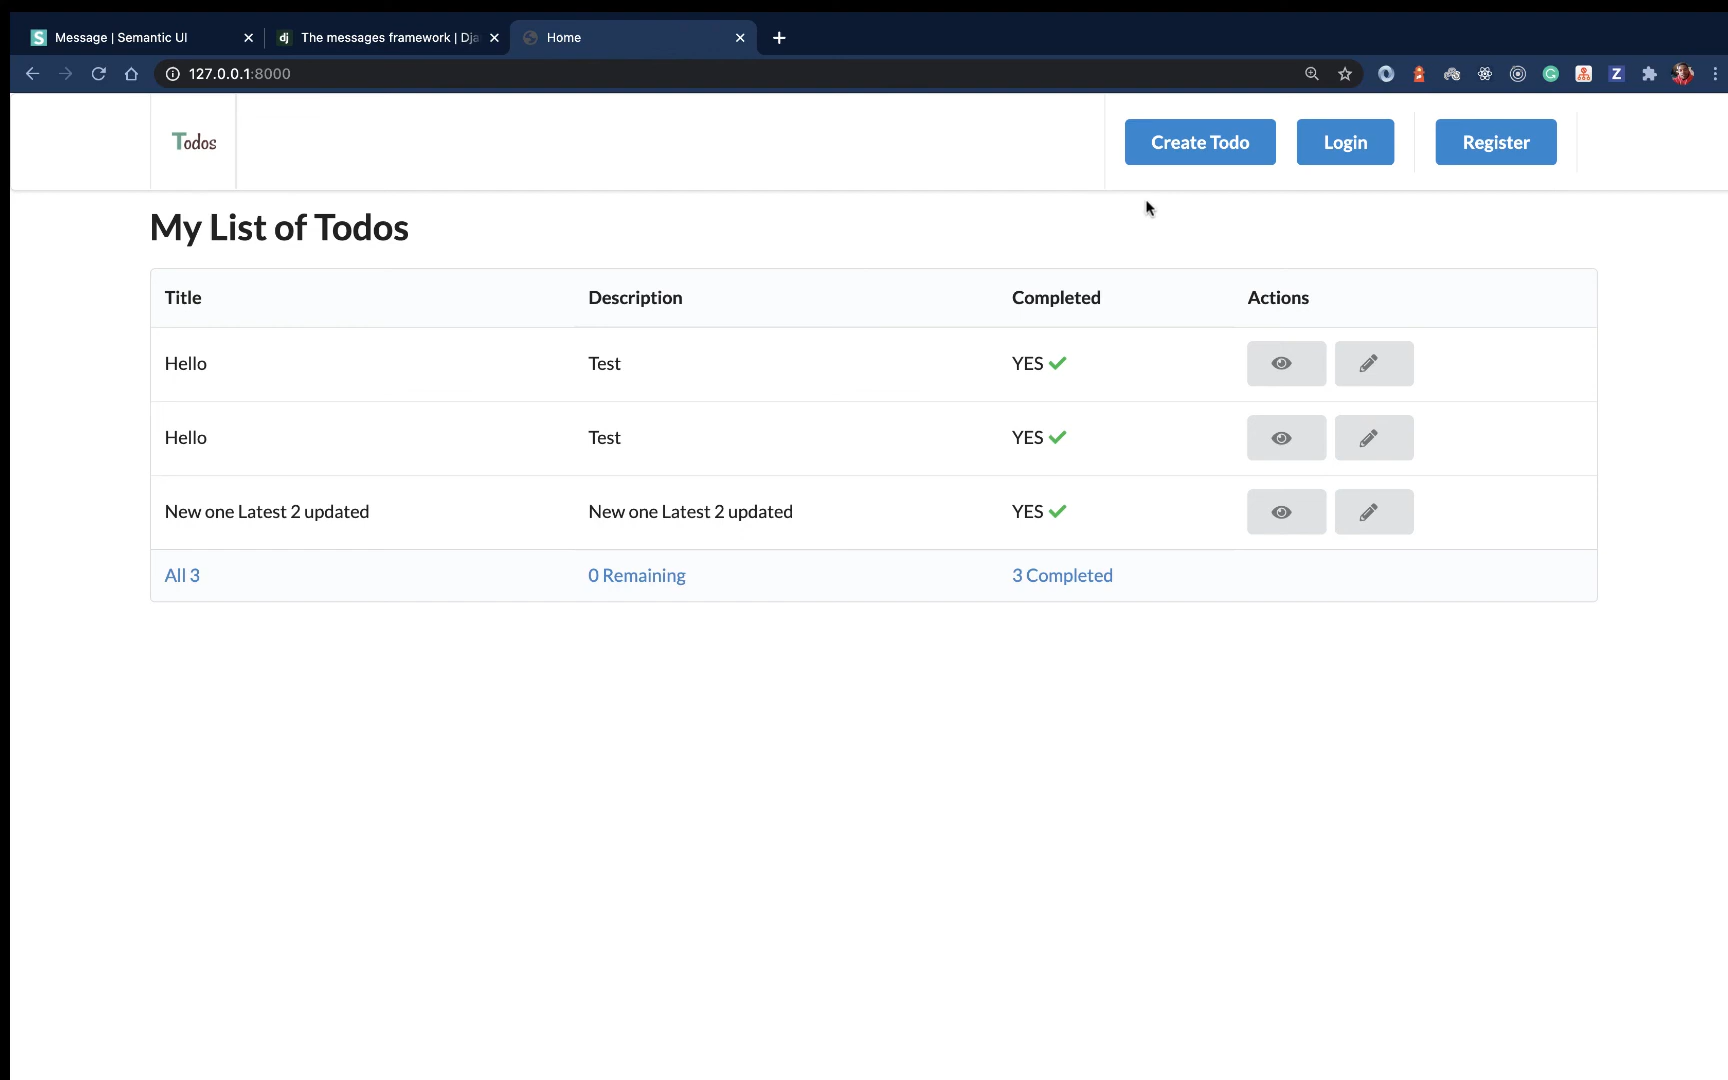 Message | Semantic UI
The messages framework | Dja
Home
127.0.0.1:8000
Todos
Create Todo
Login
Register
My List of Todos
Title Description Completed Actions
Hello Test YES
Hello Test YES
New one Latest 2 updated New one Latest 2 updated YES
All 3 0 Remaining 3 Completed